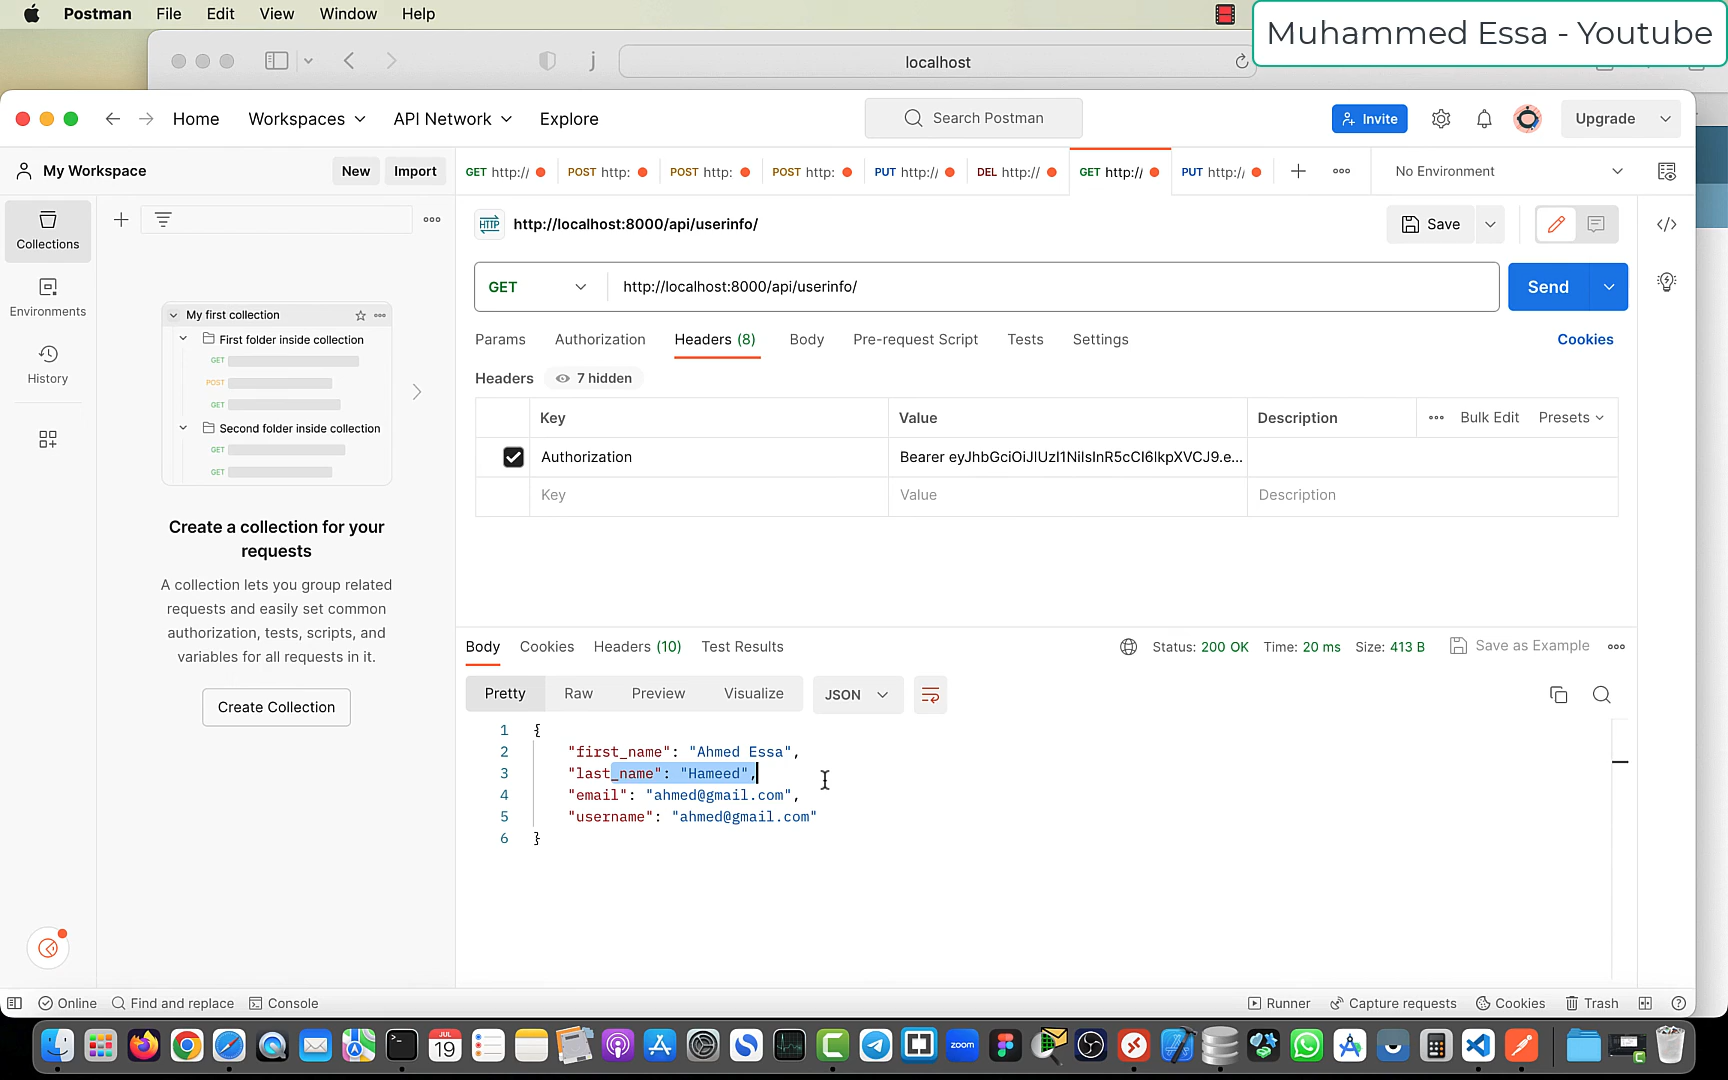 Postman File Edit View Window Help
Muhammed Essa - Youtube
j
localhost
Home Workspaces API Network Explore
Search Postman
Invite
Upgrade
My Workspace
New
Import
GET http://
POST http:
POST http:
POST http:
PUT http://
DEL http://
GET http://
PUT http:/
No Environment
Collections
HTTP http://localhost:8000/api/userinfo/
Save
GET http://localhost:8000/api/userinfo/
Send
Environments
History
My first collection
First folder inside collection
GET
POST
GET
Second folder inside collection
GET
GET
Params Authorization Headers (8) Body Pre-request Script Tests Settings
Cookies
Headers 7 hidden
Key Value Description
Bulk Edit Presets
Authorization Bearer eyJhbGciOiJIUzI1NiIsInR5cCI6IkpXVCJ9.e...
Key Value Description
Create a collection for your
requests
A collection lets you group related
requests and easily set common
authorization, tests, scripts, and
variables for all requests in it.
Create Collection
Body Cookies Headers (10) Test Results
Status: 200 OK Time: 20 ms Size: 413 B
Save as Example
Pretty Raw Preview Visualize
JSON
1 {
2 "first_name": "Ahmed Essa",
3 "last_name": "Hameed",
4 "email": "ahmed@gmail.com",
5 "username": "ahmed@gmail.com"
6 }
Online Find and replace Console
Runner Capture requests Cookies Trash
JUL
19
zoom